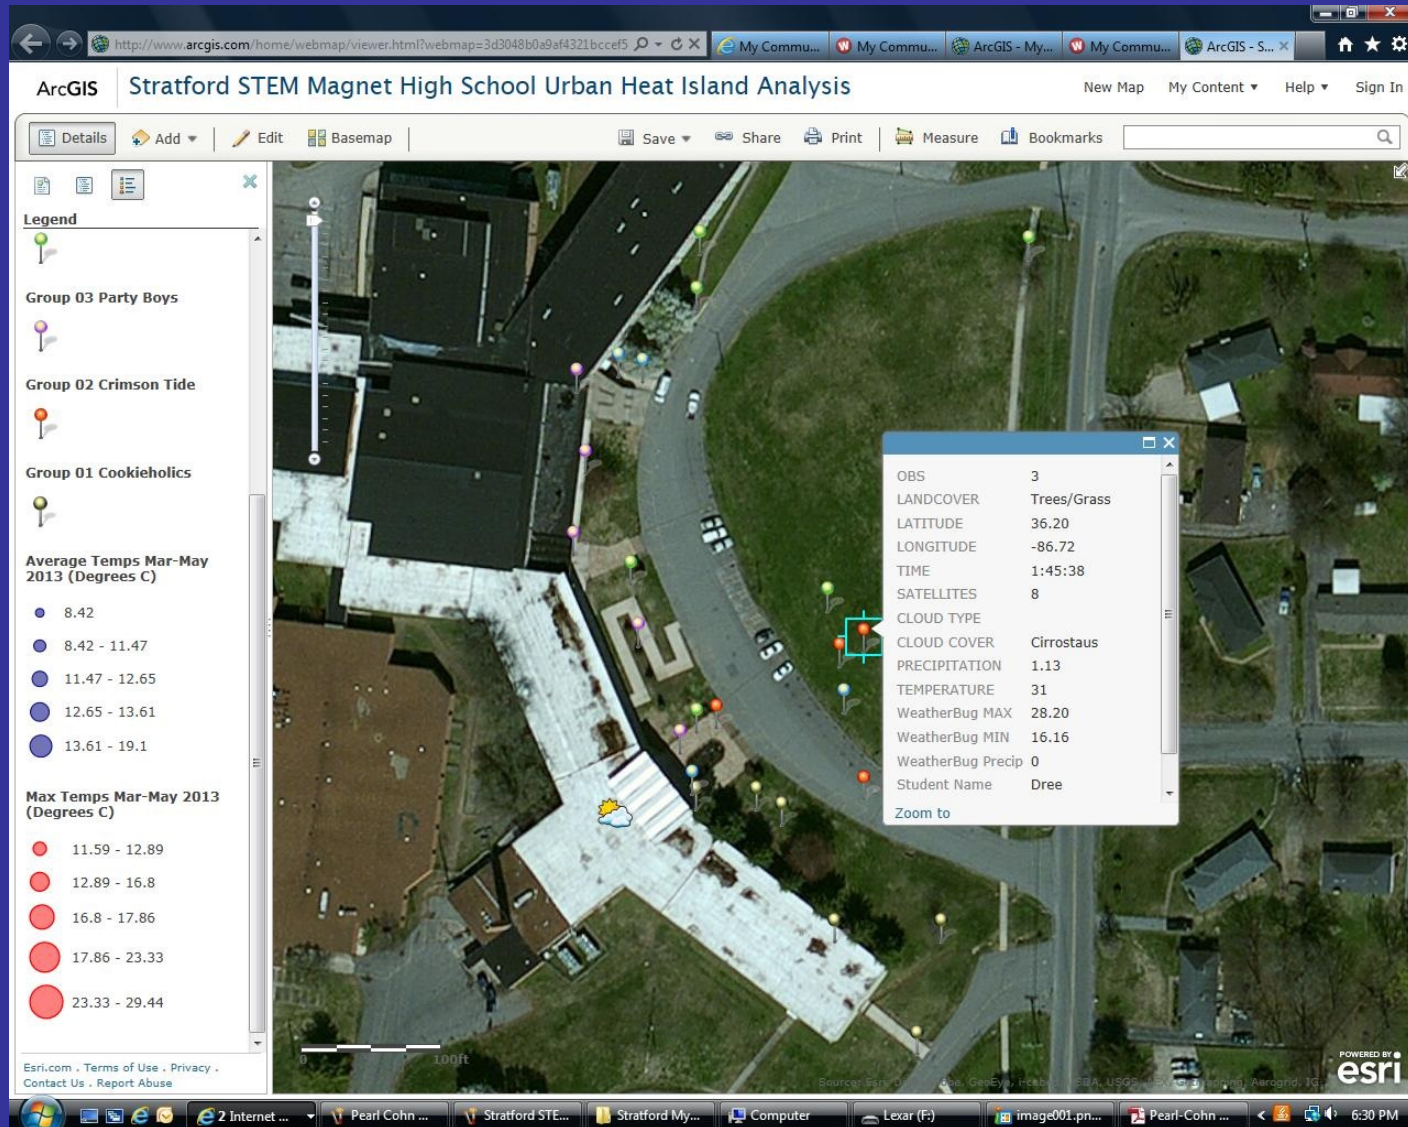 http://www.arcgis.com/home/webmap/viewer.html?webmap=3d3048b0a9af4321bccef5
My Commu...
My Commu...
ArcGIS - My...
My Commu...
ArcGIS - S...
ArcGIS
Stratford STEM Magnet High School Urban Heat Island Analysis
New Map
My Content
Help
Sign In
Details
Add
Edit
Basemap
Save
Share
Print
Measure
Bookmarks
Legend
Group 03 Party Boys
Group 02 Crimson Tide
Group 01 Cookieholics
Average Temps Mar-May
2013 (Degrees C)
8.42
8.42 - 11.47
11.47 - 12.65
12.65 - 13.61
13.61 - 19.1
Max Temps Mar-May 2013
(Degrees C)
11.59 - 12.89
12.89 - 16.8
16.8 - 17.86
17.86 - 23.33
23.33 - 29.44
Esri.com . Terms of Use . Privacy .
Contact Us . Report Abuse
OBS 3
LANDCOVER Trees/Grass
LATITUDE 36.20
LONGITUDE -86.72
TIME 1:45:38
SATELLITES 8
CLOUD TYPE
CLOUD COVER Cirrostaus
PRECIPITATION 1.13
TEMPERATURE 31
WeatherBug MAX 28.20
WeatherBug MIN 16.16
WeatherBug Precip 0
Student Name Dree
Zoom to
0 100ft
POWERED BY
esri
2 Internet ...
Pearl Cohn ...
Stratford STE...
Stratford My...
Computer
Lexar (F:)
image001.pn...
Pearl-Cohn ...
6:30 PM